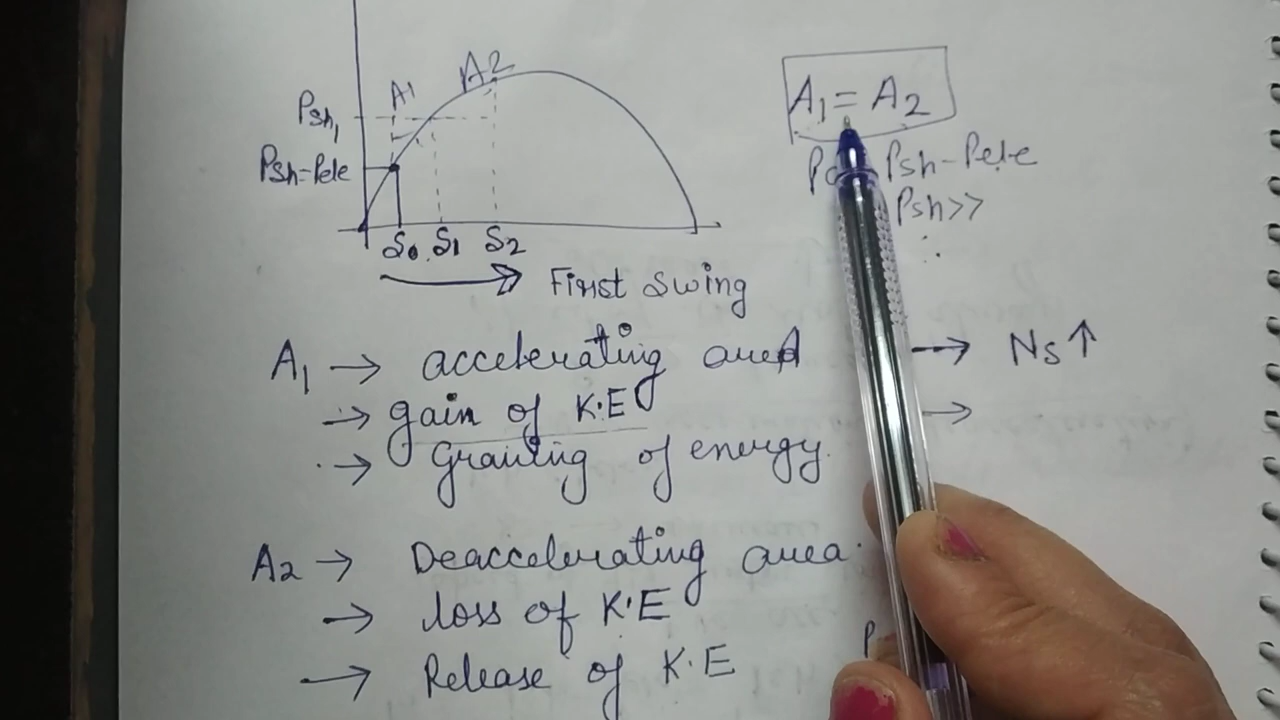 A1 A2
Psh1
Psh=Pele
δ0 δ1 δ2
→ First Swing
A1 = A2
Psh-Pele
Psh>>
∴
A1 → accelerating area → Ns↑
→ gain of K.E →
→ of energy.
A2 → Deaccelerating area.
→ loss of K.E
→ Release of K.E